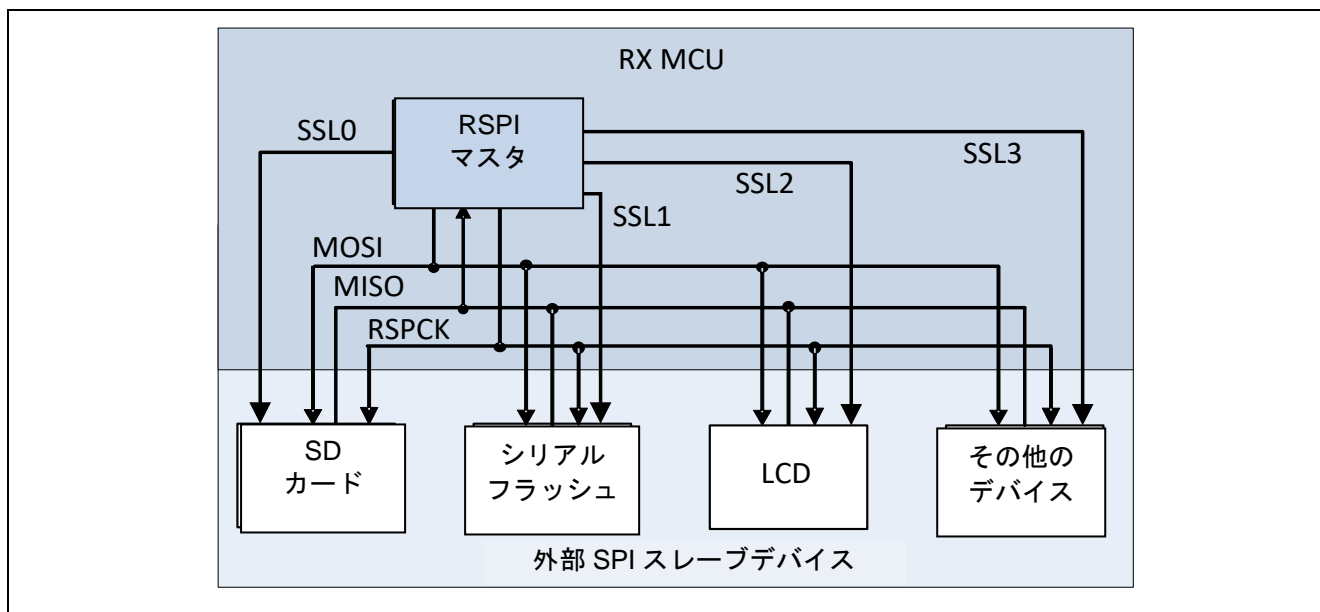 RX MCU
RSPI
マスタ
SSL0
SSL3
SSL2
SSL1
MOSI
MISO
RSPCK
SD
カード
シリアル
フラッシュ
LCD
その他の
デバイス
外部 SPI スレーブデバイス